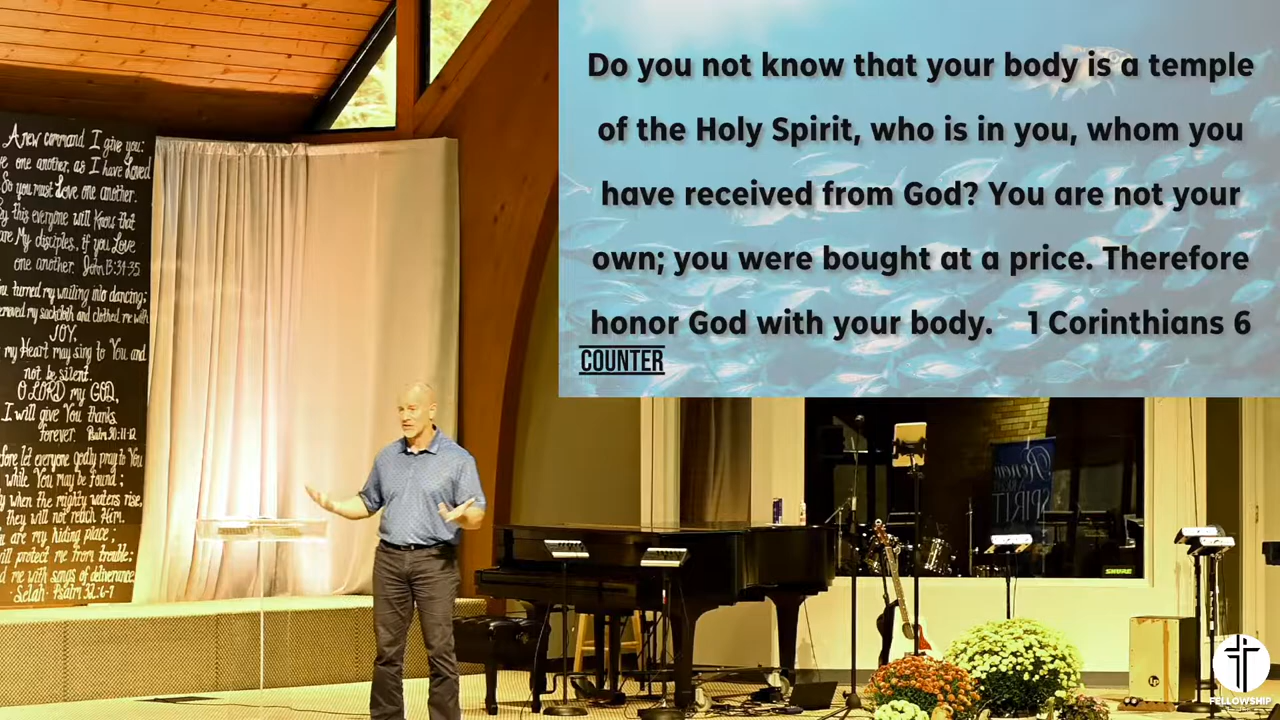 Do you not know that your body is a temple
of the Holy Spirit, who is in you, whom you
have received from God? You are not your
own; you were bought at a price. Therefore
honor God with your body. 1 Corinthians 6
COUNTER
A new command I give you:
one another, as I have Loved
So you must Love one another.
this everyone will know that
are My disciples, if you Love
one another. John 13:34-35
turned my wailing into dancing;
removed my sackcloth and clothed me with
JOY,
my Heart may sing to You and
not be silent.
O LORD my GOD,
I will give You thanks
forever. Psalm 30:11-12
let everyone godly pray to You
while You may be found;
when the mighty waters rise,
they will not reach Him.
are my hiding place;
will protect me from trouble;
me with songs of deliverance.
Selah Psalm 32:6-7
Renew
SPIRIT
SHURE
FELLOWSHIP